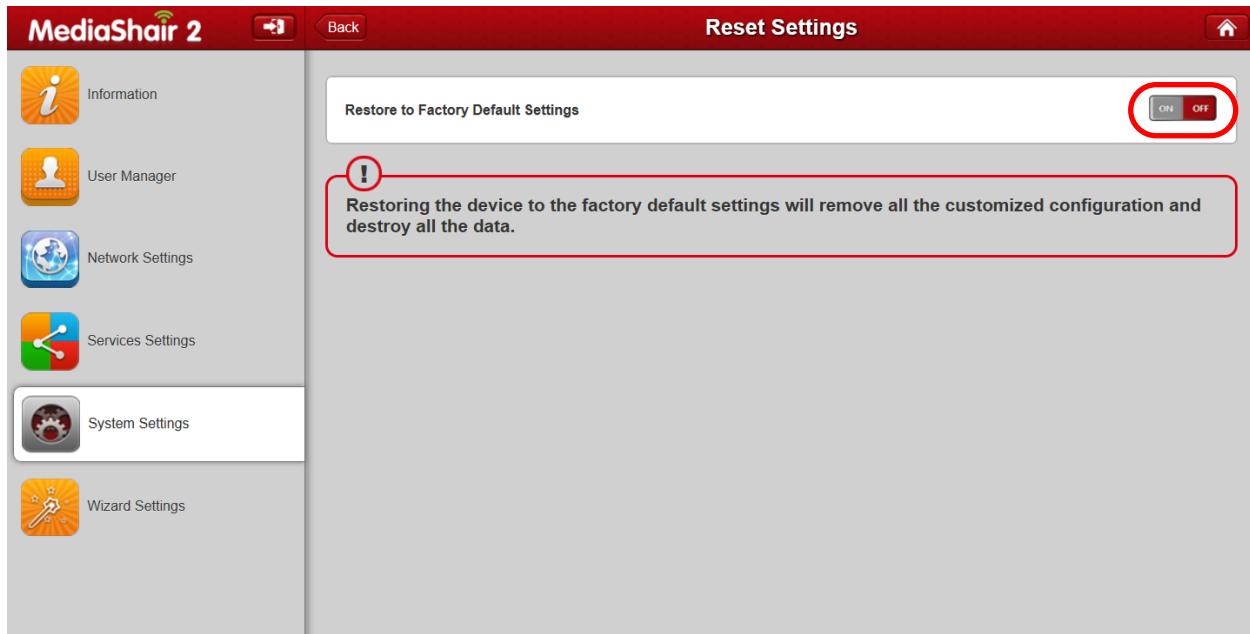 MediaShair 2
Back
Reset Settings
Information
User Manager
Network Settings
Services Settings
System Settings
Wizard Settings
Restore to Factory Default Settings
ON OFF
!
Restoring the device to the factory default settings will remove all the customized configuration and
destroy all the data.